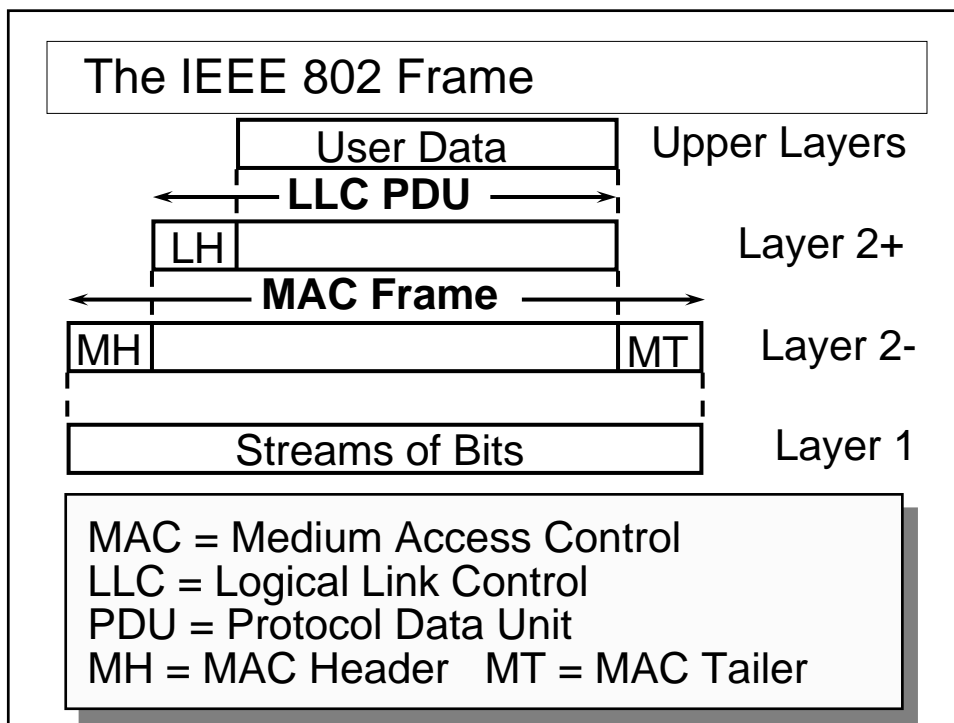 The IEEE 802 Frame
User Data Upper Layers
LLC PDU
LH Layer 2+
MAC Frame
MH MT Layer 2-
Streams of Bits Layer 1
MAC = Medium Access Control
LLC = Logical Link Control
PDU = Protocol Data Unit
MH = MAC Header MT = MAC Tailer